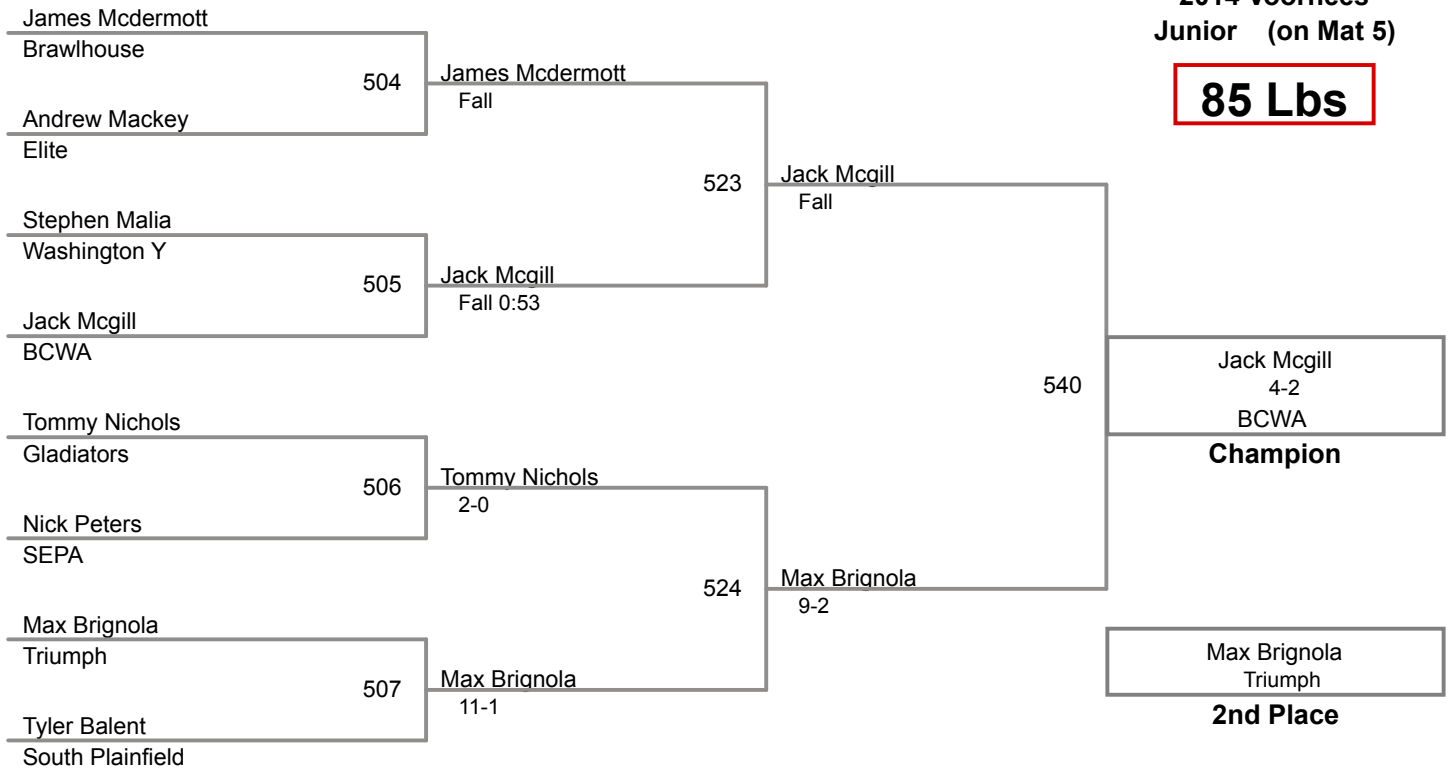 2014 Voorhees
Junior (on Mat 5)
85 Lbs
James Mcdermott
Brawlhouse
504
Andrew Mackey
Elite
James Mcdermott
Fall
523
Stephen Malia
Washington Y
505
Jack Mcgill
BCWA
Jack Mcgill
Fall 0:53
Jack Mcgill
Fall
540
Tommy Nichols
Gladiators
506
Nick Peters
SEPA
Tommy Nichols
2-0
524
Max Brignola
Triumph
507
Tyler Balent
South Plainfield
Max Brignola
11-1
Max Brignola
9-2
Jack Mcgill
4-2
BCWA
Champion
Max Brignola
Triumph
2nd Place